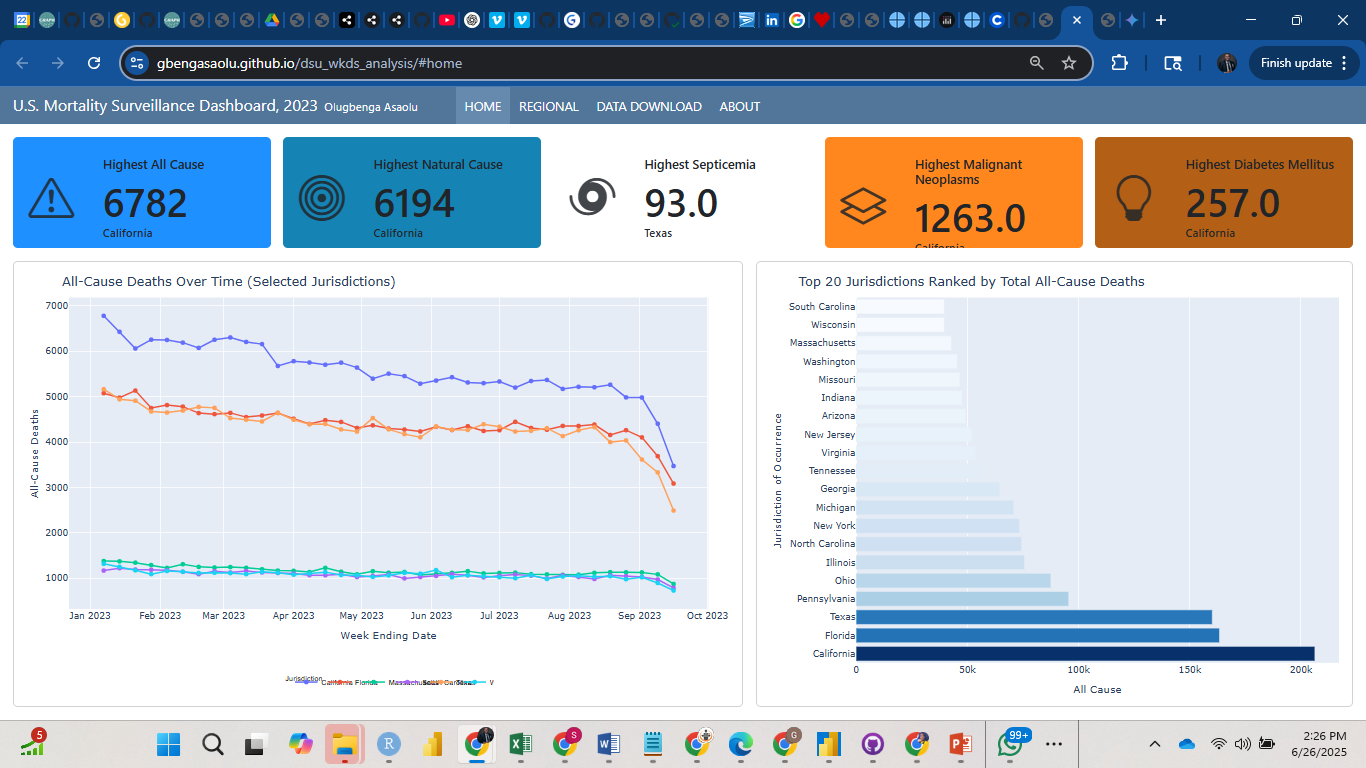 gbengasaolu.github.io/dsu_wkds_analysis/#home
Finish update
U.S. Mortality Surveillance Dashboard, 2023 Olugbenga Asaolu
HOME REGIONAL DATA DOWNLOAD ABOUT
Highest All Cause
6782
California
Highest Natural Cause
6194
California
Highest Septicemia
93.0
Texas
Highest Malignant
Neoplasms
1263.0
California
Highest Diabetes Mellitus
257.0
California
All-Cause Deaths Over Time (Selected Jurisdictions)
All-Cause Deaths
7000
6000
5000
4000
3000
2000
1000
Jan 2023 Feb 2023 Mar 2023 Apr 2023 May 2023 Jun 2023 Jul 2023 Aug 2023 Sep 2023 Oct 2023
Week Ending Date
Jurisdiction California Florida Texas V
Top 20 Jurisdictions Ranked by Total All-Cause Deaths
Jurisdiction of Occurrence
South Carolina
Wisconsin
Massachusetts
Washington
Missouri
Indiana
Arizona
New Jersey
Virginia
Tennessee
Georgia
Michigan
New York
North Carolina
Illinois
Ohio
Pennsylvania
Texas
Florida
California
0 50k 100k 150k 200k
All Cause
5
99+
2:26 PM
6/26/2025